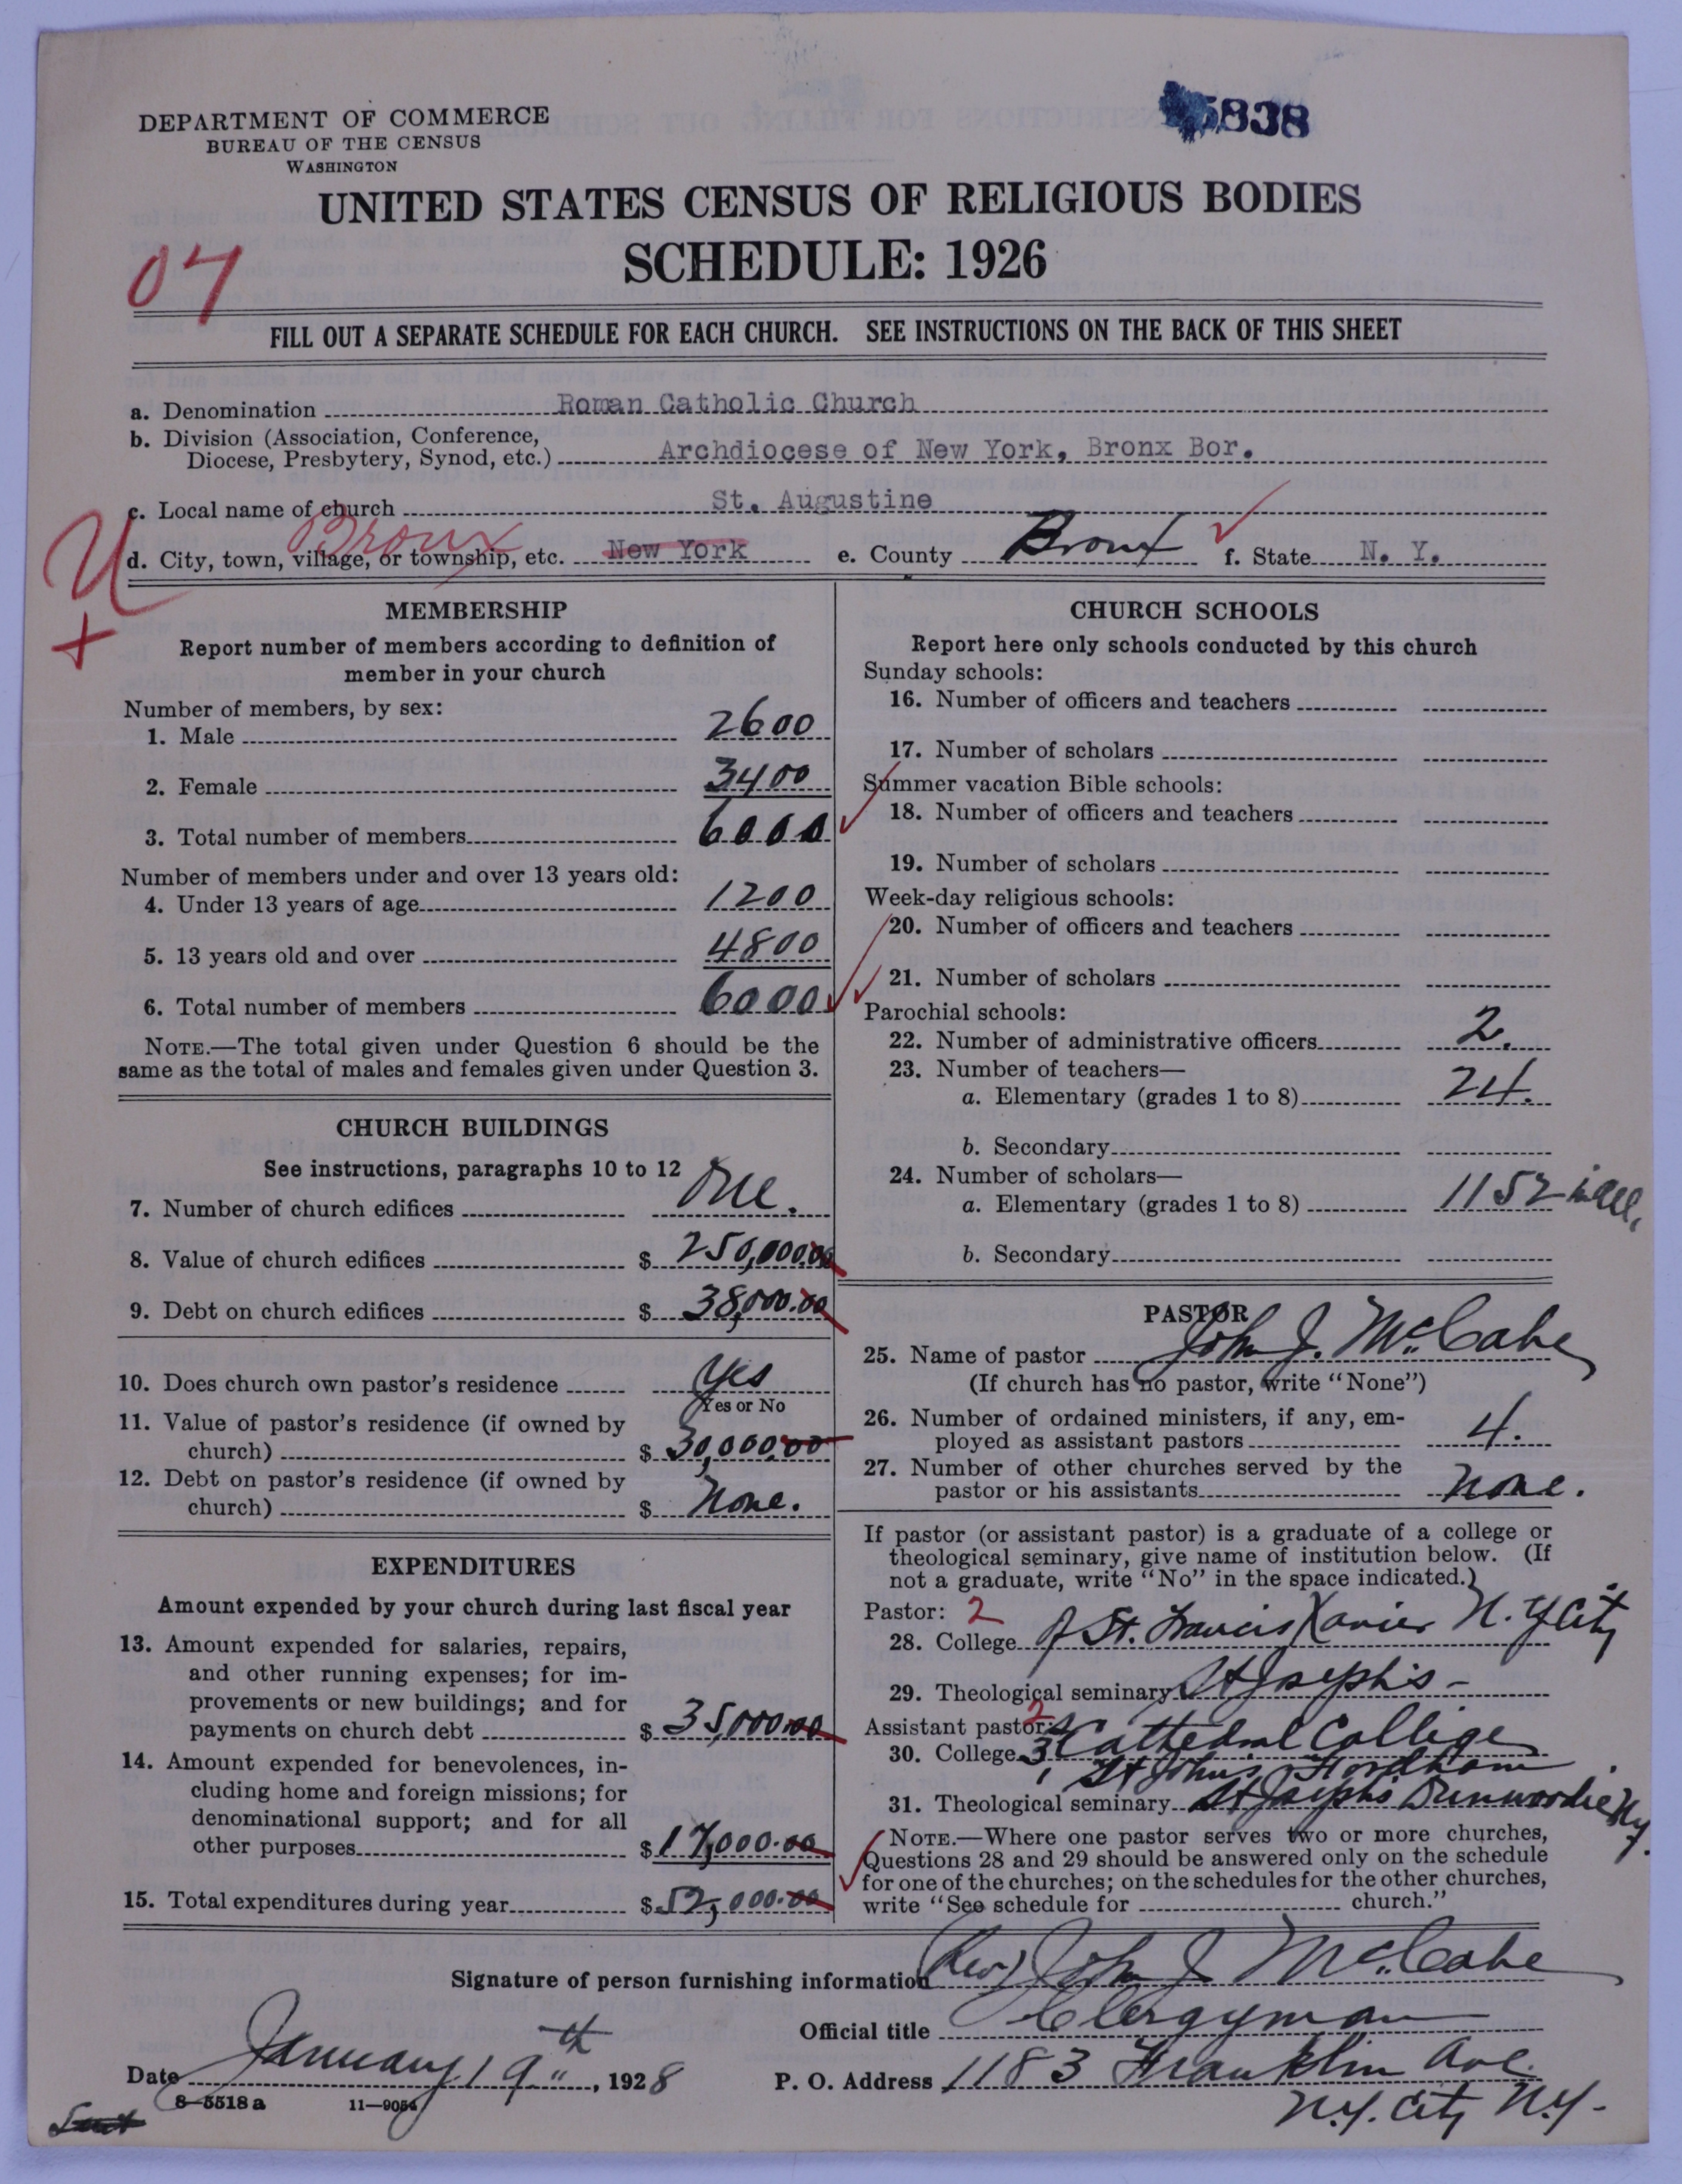 5838
DEPARTMENT OF COMMERCE
BUREAU OF THE CENSUS
WASHINGTON
UNITED STATES CENSUS OF RELIGIOUS BODIES
SCHEDULE: 1926
04
FILL OUT A SEPARATE SCHEDULE FOR EACH CHURCH. SEE INSTRUCTIONS ON THE BACK OF THIS SHEET
a. Denomination Roman Catholic Church
b. Division (Association, Conference,
Diocese, Presbytery, Synod, etc.) Archdiocese of New York, Bronx Bor.
c. Local name of church St. Augustine
U Bronx
d. City, town, village, or township, etc. New York e. County Bronx f. State N. Y.
+
MEMBERSHIP
Report number of members according to definition of
member in your church
Number of members, by sex:
1. Male 2600
2. Female 3400
3. Total number of members 6000
Number of members under and over 13 years old:
4. Under 13 years of age 1200
5. 13 years old and over 4800
6. Total number of members 6000
NOTE.—The total given under Question 6 should be the
same as the total of males and females given under Question 3.
CHURCH BUILDINGS
See instructions, paragraphs 10 to 12
7. Number of church edifices One.
8. Value of church edifices $ 250,000.00
9. Debt on church edifices $ 38,000.00
10. Does church own pastor's residence Yes
Yes or No
11. Value of pastor's residence (if owned by
church) $ 30,000.00
12. Debt on pastor's residence (if owned by
church) $ None.
EXPENDITURES
Amount expended by your church during last fiscal year
13. Amount expended for salaries, repairs,
and other running expenses; for im-
provements or new buildings; and for
payments on church debt $ 35,000.00
14. Amount expended for benevolences, in-
cluding home and foreign missions; for
denominational support; and for all
other purposes $ 17,000.00
15. Total expenditures during year $ 52,000.00
CHURCH SCHOOLS
Report here only schools conducted by this church
Sunday schools:
16. Number of officers and teachers
17. Number of scholars
Summer vacation Bible schools:
18. Number of officers and teachers
19. Number of scholars
Week-day religious schools:
20. Number of officers and teachers
21. Number of scholars
Parochial schools:
22. Number of administrative officers 2.
23. Number of teachers—
a. Elementary (grades 1 to 8) 24.
b. Secondary
24. Number of scholars—
a. Elementary (grades 1 to 8) 1152 in all.
b. Secondary
PASTOR
25. Name of pastor John J. McCabe
(If church has no pastor, write "None")
26. Number of ordained ministers, if any, em-
ployed as assistant pastors 4.
27. Number of other churches served by the
pastor or his assistants None.
If pastor (or assistant pastor) is a graduate of a college or
theological seminary, give name of institution below. (If
not a graduate, write "No" in the space indicated.)
Pastor: 2
28. College of St. Francis Xavier N. Y City
29. Theological seminary St Joseph's -
Assistant pastor: 2
30. College 3, Cathedral College
1 St John's Fordham.
31. Theological seminary St Joseph's Dunwoodie N.y.
NOTE.—Where one pastor serves two or more churches,
Questions 28 and 29 should be answered only on the schedule
for one of the churches; on the schedules for the other churches,
write "See schedule for church."
Signature of person furnishing information (Rev) John J McCabe
Official title Clergyman
Date January 19th, 1928 P. O. Address 1183 Franklin Ave.
N.Y. City N.Y.
8—5518 a 11—9054